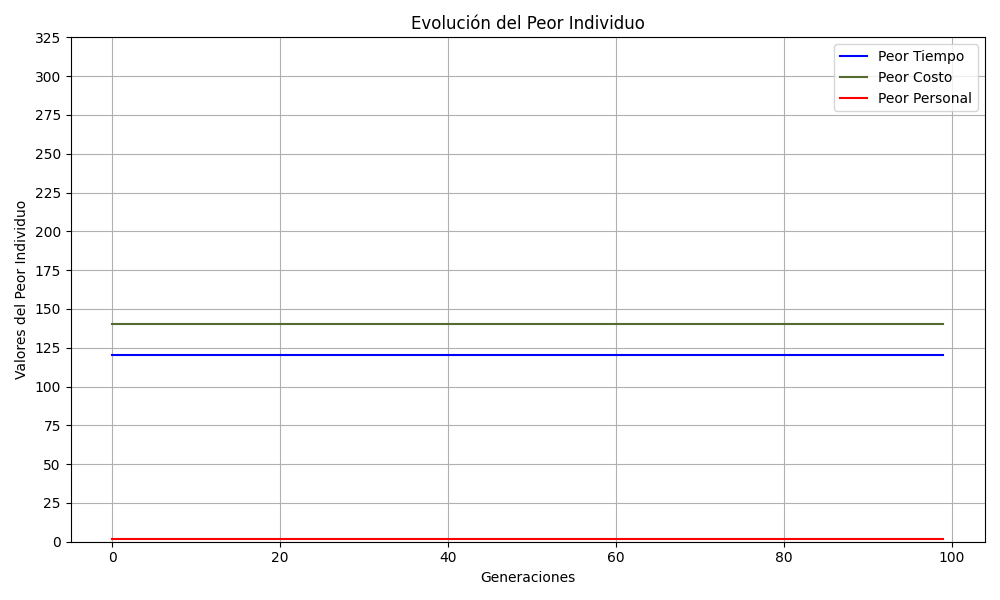 Evolución del Peor Individuo
Peor Tiempo
Peor Costo
Peor Personal
Valores del Peor Individuo
325
300
275
250
225
200
175
150
125
100
75
50
25
0
0 20 40 60 80 100
Generaciones